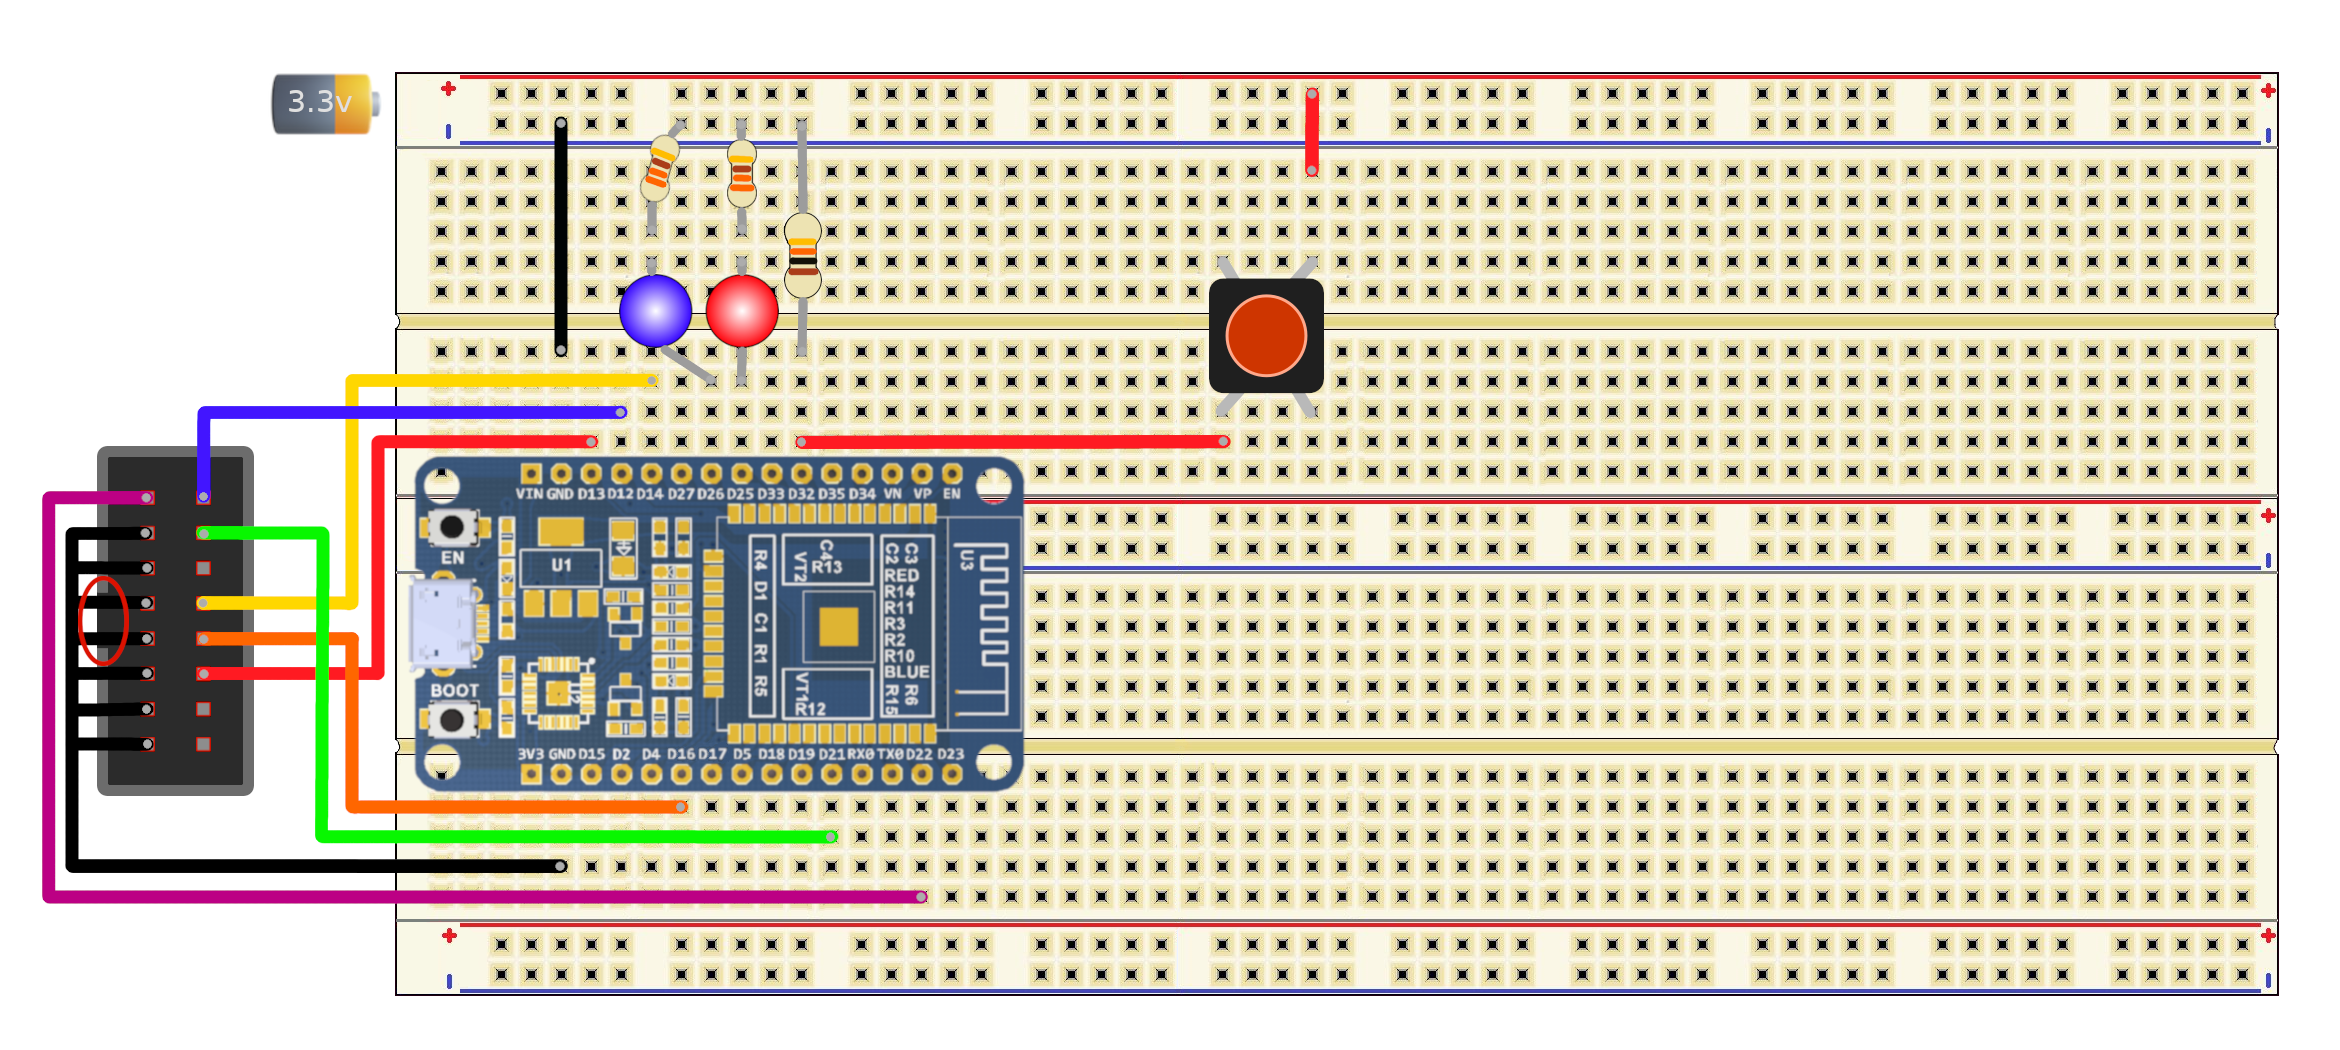 3.3v
+ +
VIN GND D13 D12 D14 D27 D26 D25 D33 D32 D35 D34 VN VP EN
EN
U1
BOOT
R4 D1 C1 R1 R5
C4
VT2
R13
C2 C3
RED
R14
R11
R3
R2
R10
BLUE
R15 R6
U3
VT1
R12
3V3 GND D15 D2 D4 D16 D17 D5 D18 D19 D21 RX0 TX0 D22 D23
+
+ +